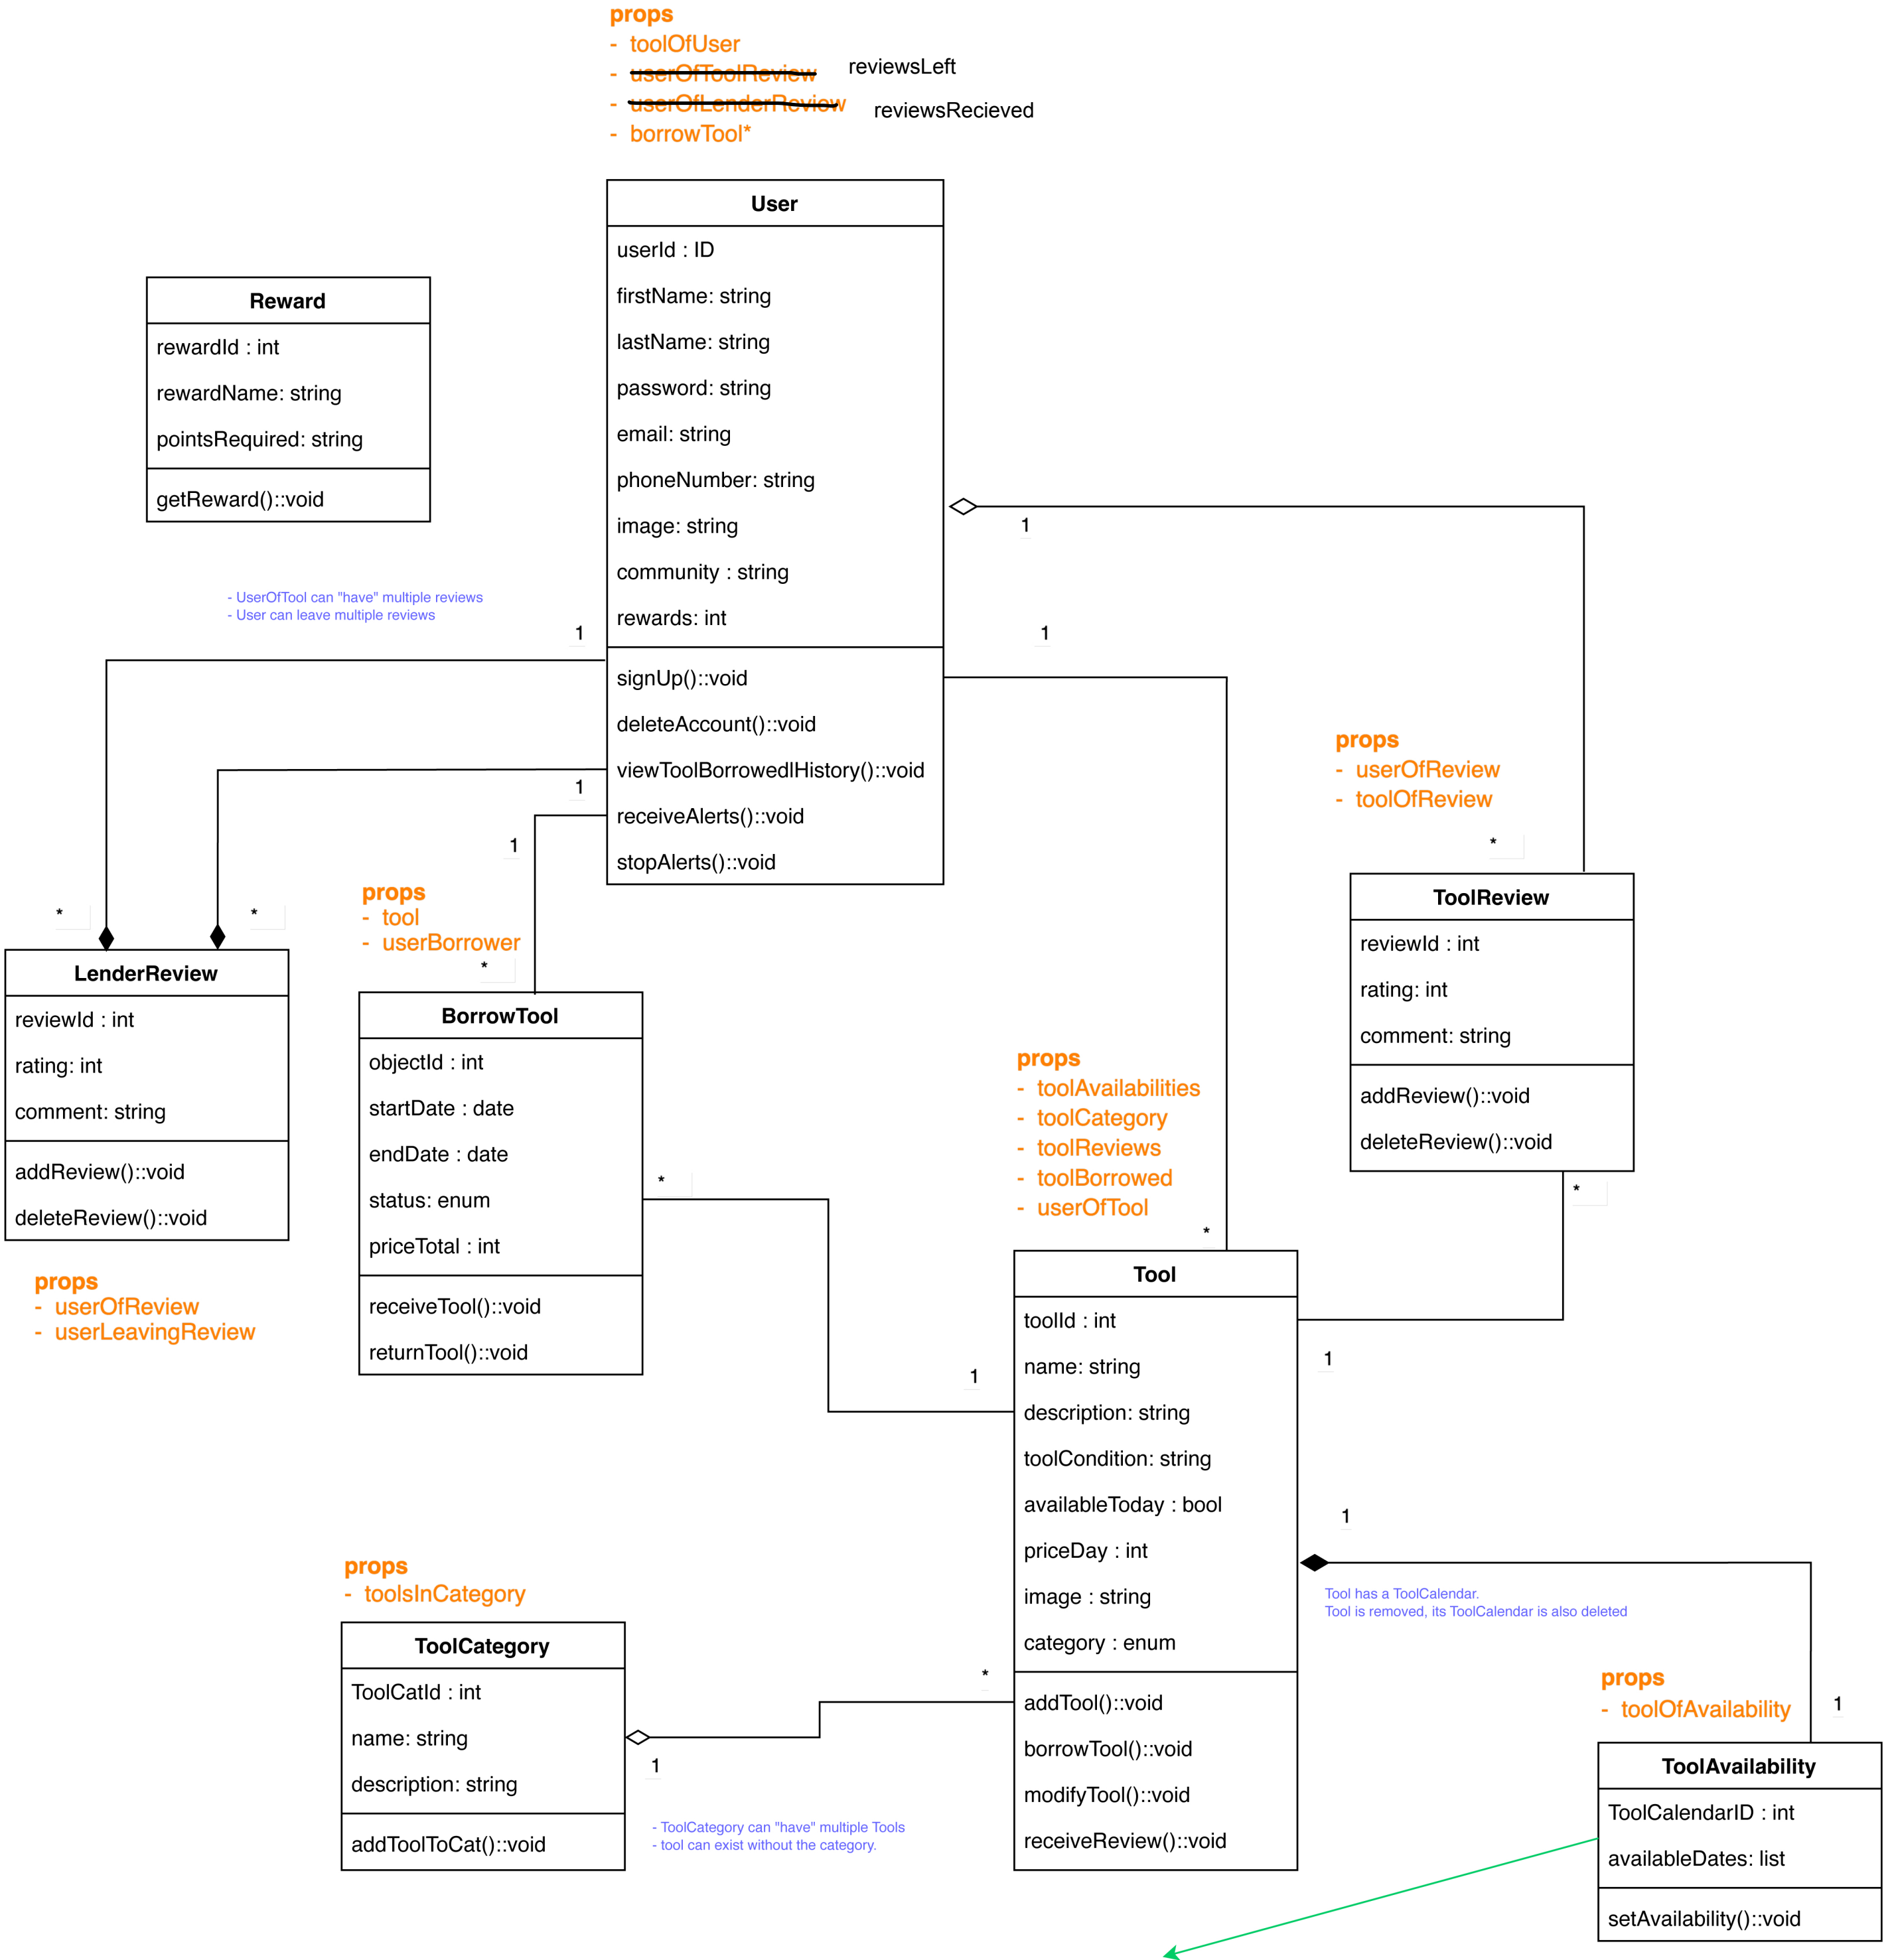 props
- toolOfUser
- userOfToolReview reviewsLeft
- userOfLenderReview reviewsRecieved
- borrowTool*
User
userId : ID
firstName: string
lastName: string
password: string
email: string
phoneNumber: string
image: string
community : string
rewards: int
signUp()::void
deleteAccount()::void
viewToolBorrowedlHistory()::void
receiveAlerts()::void
stopAlerts()::void
Reward
rewardId : int
rewardName: string
pointsRequired: string
getReward()::void
- UserOfTool can "have" multiple reviews
- User can leave multiple reviews
1
1
1
1
1
*
*
LenderReview
reviewId : int
rating: int
comment: string
addReview()::void
deleteReview()::void
props
- userOfReview
- userLeavingReview
props
- tool
- userBorrower
*
BorrowTool
objectId : int
startDate : date
endDate : date
status: enum
priceTotal : int
receiveTool()::void
returnTool()::void
*
1
props
- userOfReview
- toolOfReview
*
ToolReview
reviewId : int
rating: int
comment: string
addReview()::void
deleteReview()::void
*
1
props
- toolAvailabilities
- toolCategory
- toolReviews
- toolBorrowed
- userOfTool
*
Tool
toolId : int
name: string
description: string
toolCondition: string
availableToday : bool
priceDay : int
image : string
category : enum
addTool()::void
borrowTool()::void
modifyTool()::void
receiveReview()::void
1
Tool has a ToolCalendar.
Tool is removed, its ToolCalendar is also deleted
props
- toolsInCategory
ToolCategory
ToolCatId : int
name: string
description: string
addToolToCat()::void
*
1
- ToolCategory can "have" multiple Tools
- tool can exist without the category.
props
- toolOfAvailability
1
ToolAvailability
ToolCalendarID : int
availableDates: list
setAvailability()::void